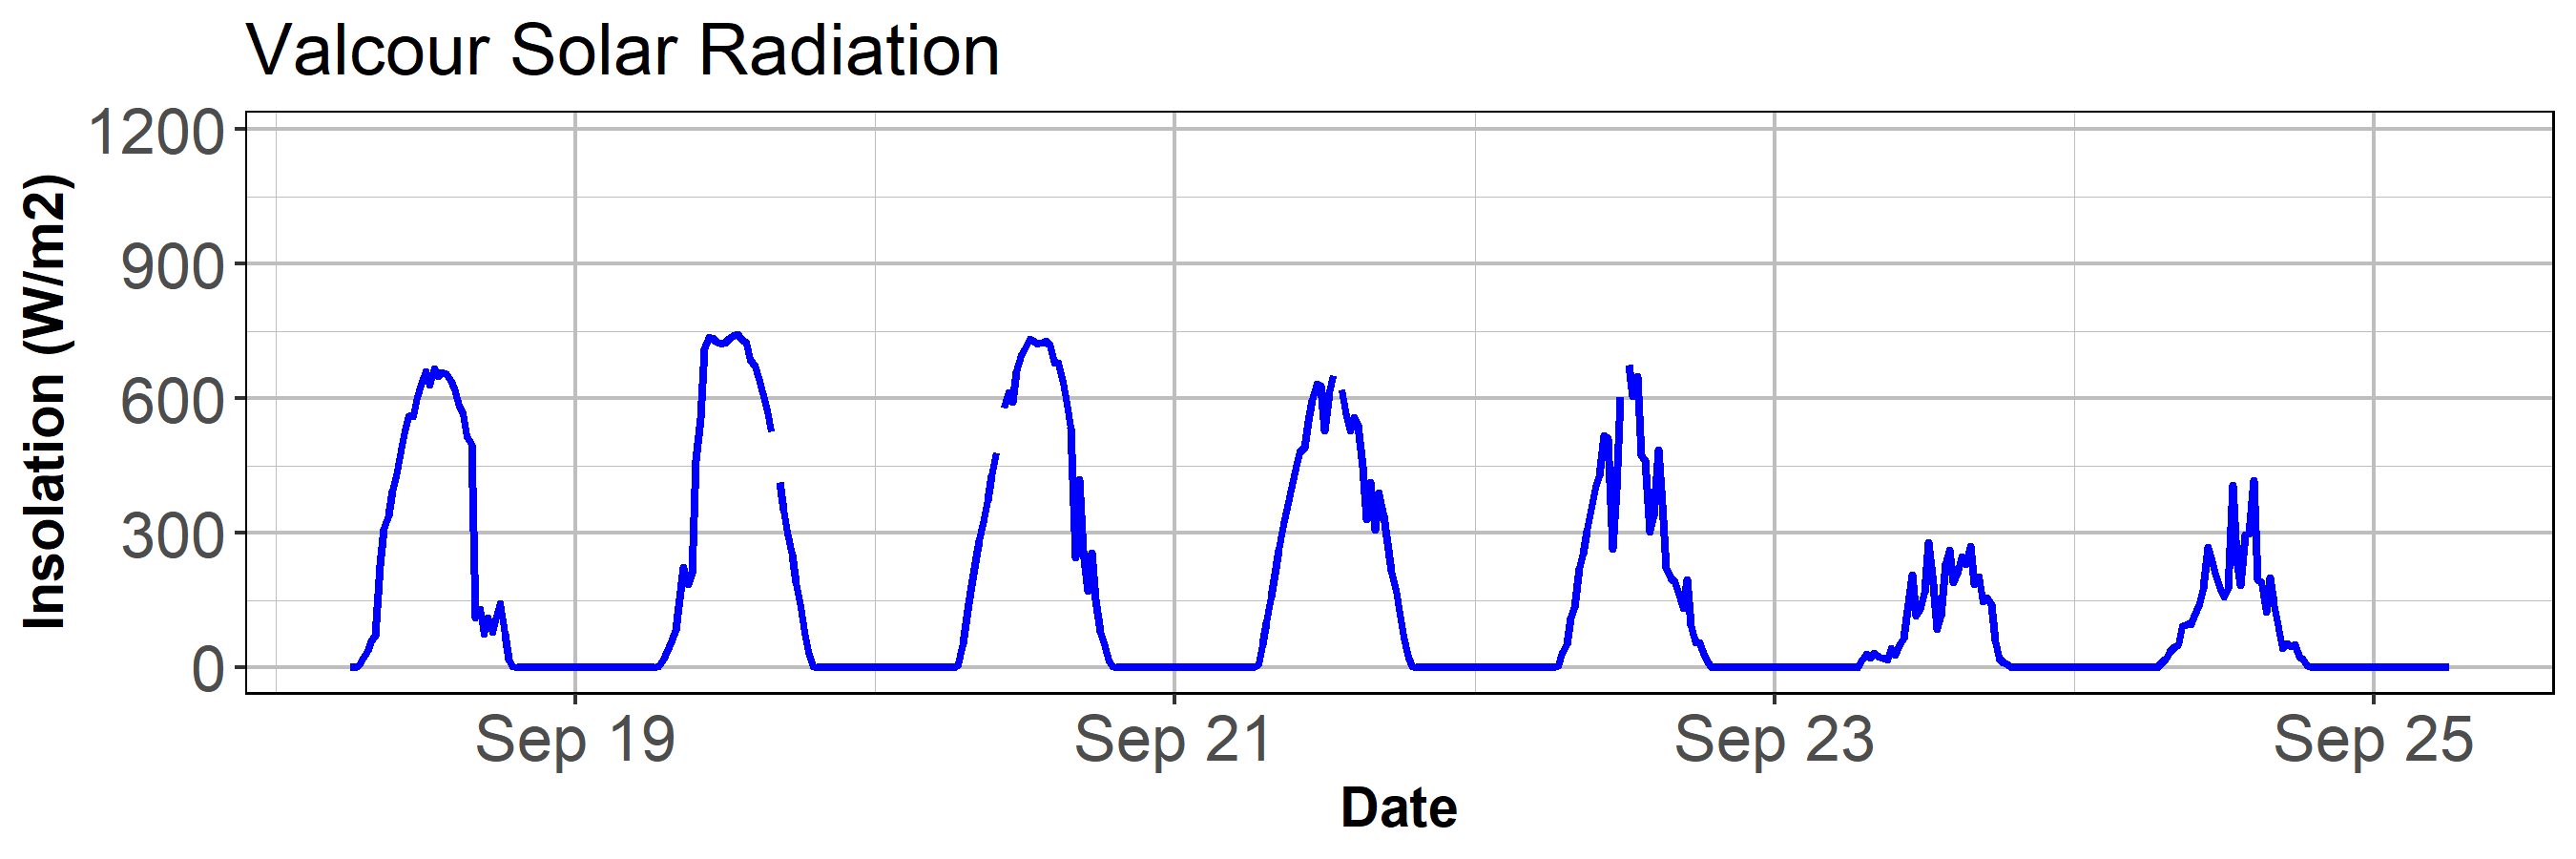 Valcour Solar Radiation
1200
900
600
300
0
Insolation (W/m2)
Sep 19 Sep 21 Sep 23 Sep 25
Date